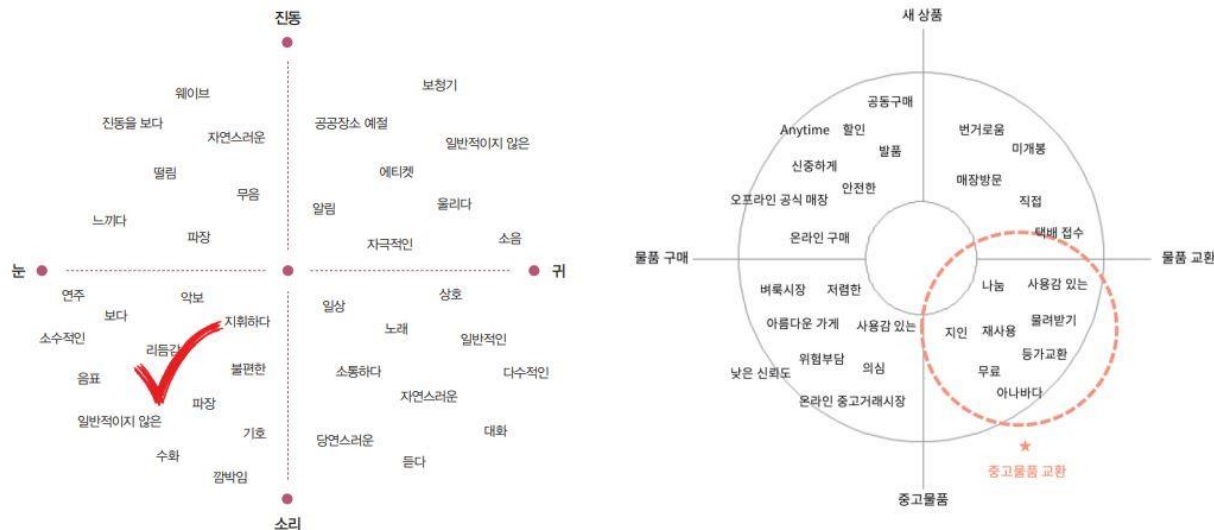 진동
웨이브
보청기
진동을 보다
공공장소 예절
자연스러운
일반적이지 않은
떨림
에티켓
무음
알림
울리다
느끼다
파장
자극적인
소음
눈
귀
연주
악보
일상
상호
보다
지휘하다
노래
소수적인
리듬감
일반적인
불편한
소통하다
다수적인
음표
자연스러운
파장
일반적이지 않은
기호
당연스러운
대화
수화
듣다
깜박임
소리
새 상품
공동구매
Anytime
할인
번거로움
발품
미개봉
신중하게
안전한
매장방문
오프라인 공식 매장
직접
온라인 구매
택배 접수
물품 구매
물품 교환
벼룩시장
저렴한
나눔
사용감 있는
아름다운 가게
사용감 있는
지인
재사용
물려받기
위험부담
의심
등가교환
낮은 신뢰도
무료
아나바다
온라인 중고거래시장
중고물품 교환
중고물품